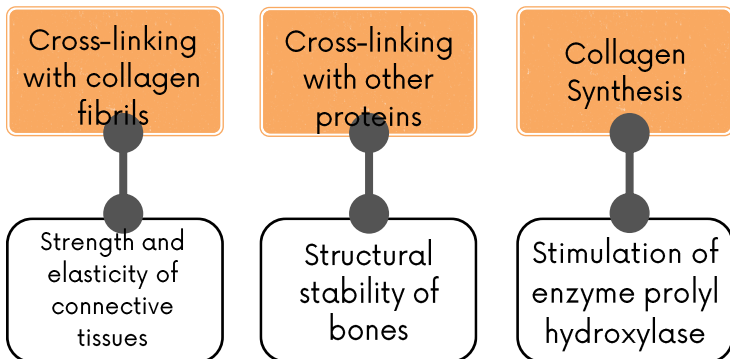 Cross-linking
with collagen
fibrils
Cross-linking
with other
proteins
Collagen
Synthesis
Strength and
elasticity of
connective
tissues
Structural
stability of
bones
Stimulation of
enzyme prolyl
hydroxylase